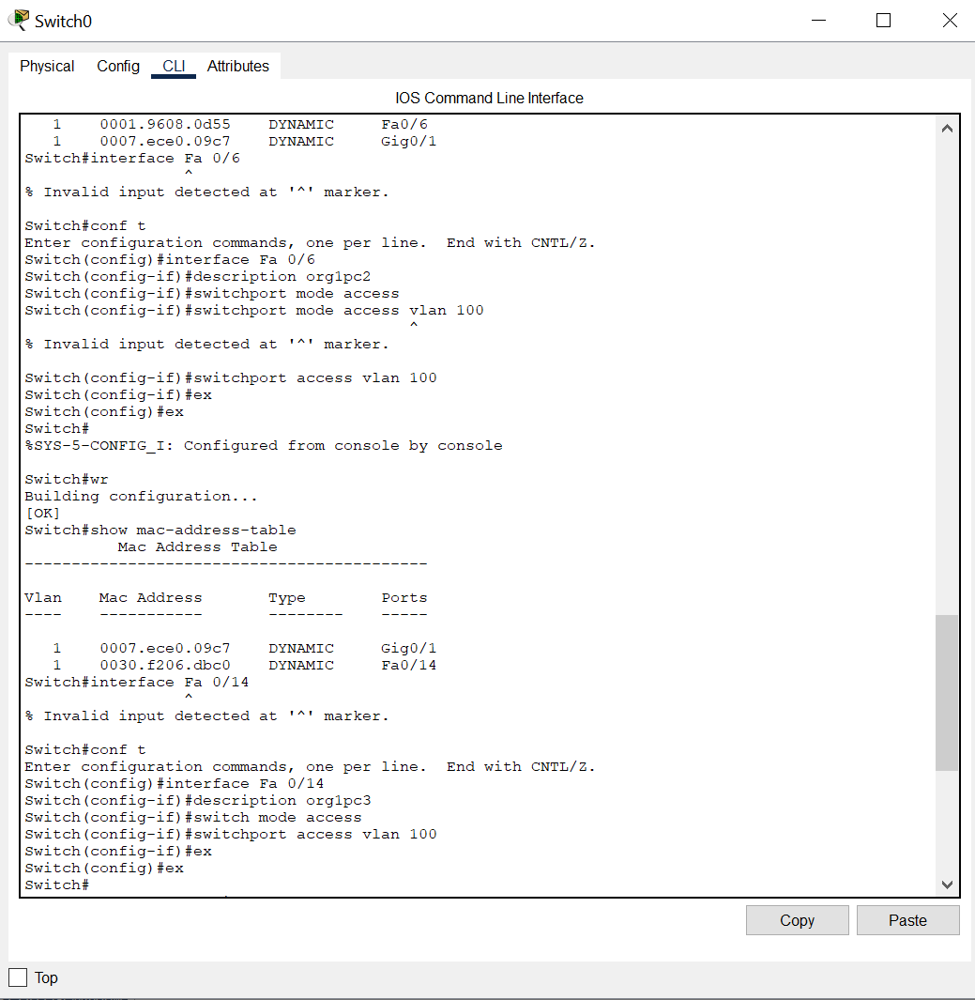 Switch0
Physical Config CLI Attributes
IOS Command Line Interface
1 0001.9608.0d55 DYNAMIC Fa0/6
1 0007.ece0.09c7 DYNAMIC Gig0/1
Switch#interface Fa 0/6
^
% Invalid input detected at '^' marker.
Switch#conf t
Enter configuration commands, one per line.  End with CNTL/Z.
Switch(config)#interface Fa 0/6
Switch(config-if)#description org1pc2
Switch(config-if)#switchport mode access
Switch(config-if)#switchport mode access vlan 100
^
% Invalid input detected at '^' marker.
Switch(config-if)#switchport access vlan 100
Switch(config-if)#ex
Switch(config)#ex
Switch#
%SYS-5-CONFIG_I: Configured from console by console
Switch#wr
Building configuration...
[OK]
Switch#show mac-address-table
Mac Address Table
-------------------------------------------
Vlan Mac Address Type Ports
---- ----------- -------- -----
1 0007.ece0.09c7 DYNAMIC Gig0/1
1 0030.f206.dbc0 DYNAMIC Fa0/14
Switch#interface Fa 0/14
^
% Invalid input detected at '^' marker.
Switch#conf t
Enter configuration commands, one per line.  End with CNTL/Z.
Switch(config)#interface Fa 0/14
Switch(config-if)#description org1pc3
Switch(config-if)#switch mode access
Switch(config-if)#switchport access vlan 100
Switch(config-if)#ex
Switch(config)#ex
Switch#
Copy Paste
Top